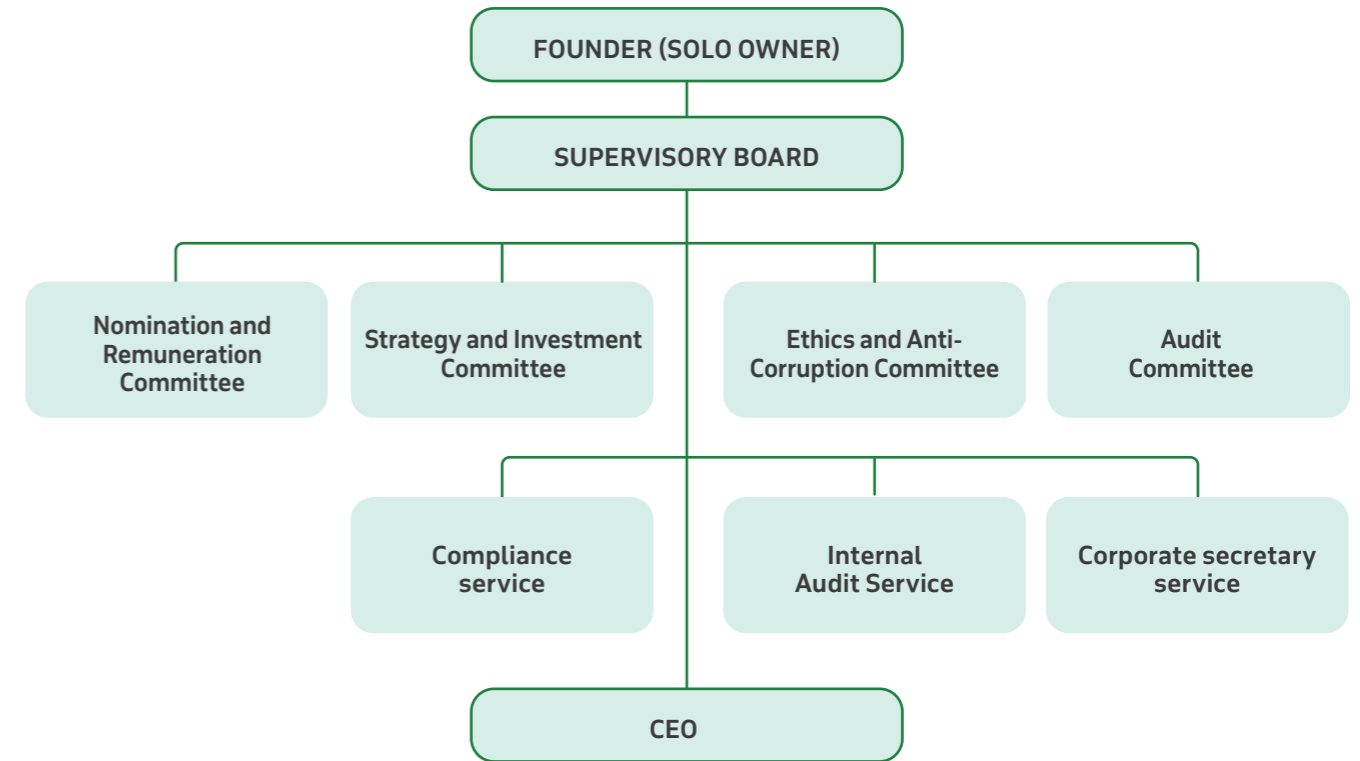 FOUNDER (SOLO OWNER)
SUPERVISORY BOARD
Nomination and
Remuneration
Committee
Strategy and Investment
Committee
Ethics and Anti-
Corruption Committee
Audit
Committee
Compliance
service
Internal
Audit Service
Corporate secretary
service
CEO